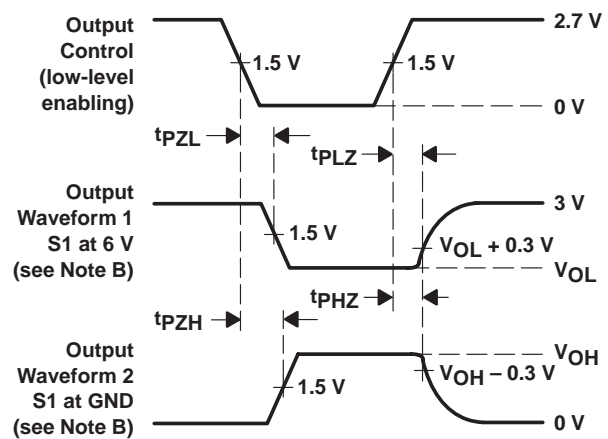 Output
Control
(low-level
enabling)
1.5 V
1.5 V
2.7 V
0 V
tPZL
tPLZ
Output
Waveform 1
S1 at 6 V
(see Note B)
1.5 V
3 V
VOL + 0.3 V
VOL
tPZH
tPHZ
Output
Waveform 2
S1 at GND
(see Note B)
1.5 V
VOH
VOH – 0.3 V
0 V